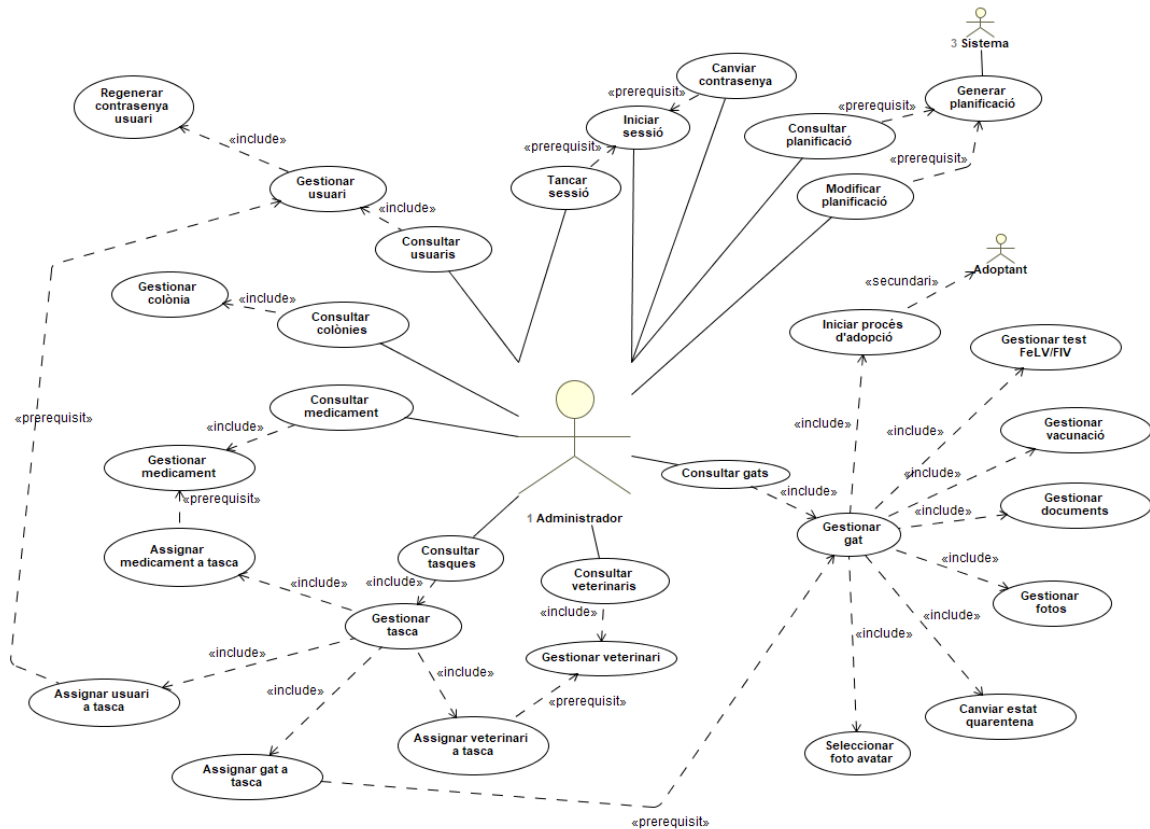 3 Sistema
Canviar
contrasenya
Regenerar
contrasenya
usuari
«prerequisit»
Generar
planificació
«prerequisit»
Iniciar
sessió
Consultar
planificació
«include»
«prerequisit»
«prerequisit»
Gestionar
usuari
Tancar
sessió
Modificar
planificació
«include»
Consultar
usuaris
Adoptant
«secundari»
Gestionar
colònia
«include»
Consultar
colònies
Iniciar procés
d'adopció
Gestionar test
FeLV/FIV
«prerequisit»
Consultar
medicament
«include»
«include»
«include»
Gestionar
vacunació
Gestionar
medicament
Consultar gats
«include»
«include»
«prerequisit»
Gestionar
documents
«include»
1 Administrador
Gestionar
gat
Assignar
medicament a tasca
Consultar
tasques
«include»
Consultar
veterinaris
«include»
«include»
«include»
Gestionar
fotos
Gestionar
tasca
«include»
«include»
«include»
Gestionar veterinari
«include»
«include»
Assignar usuari
a tasca
«prerequisit»
Canviar estat
quarentena
Assignar veterinari
a tasca
Seleccionar
foto avatar
Assignar gat a
tasca
«prerequisit»